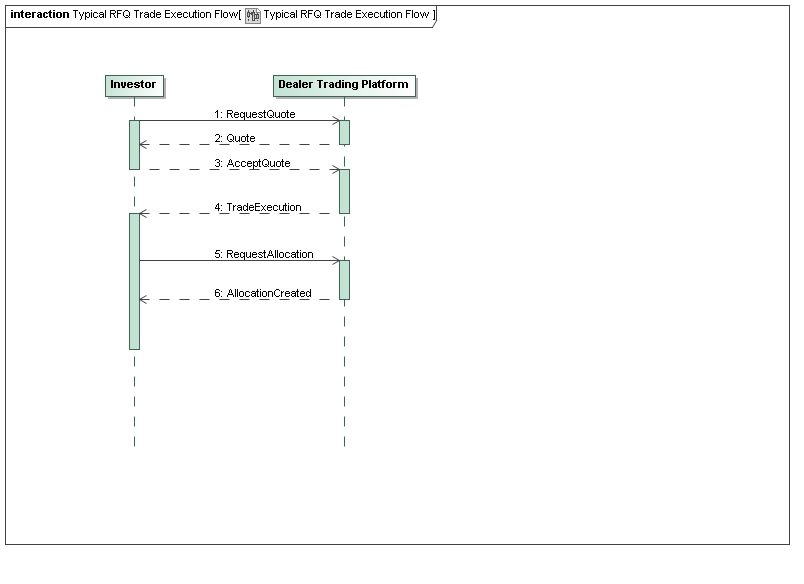 interaction Typical RFQ Trade Execution Flow[ Typical RFQ Trade Execution Flow ]
Investor
Dealer Trading Platform
1: RequestQuote
2: Quote
3: AcceptQuote
4: TradeExecution
5: RequestAllocation
6: AllocationCreated